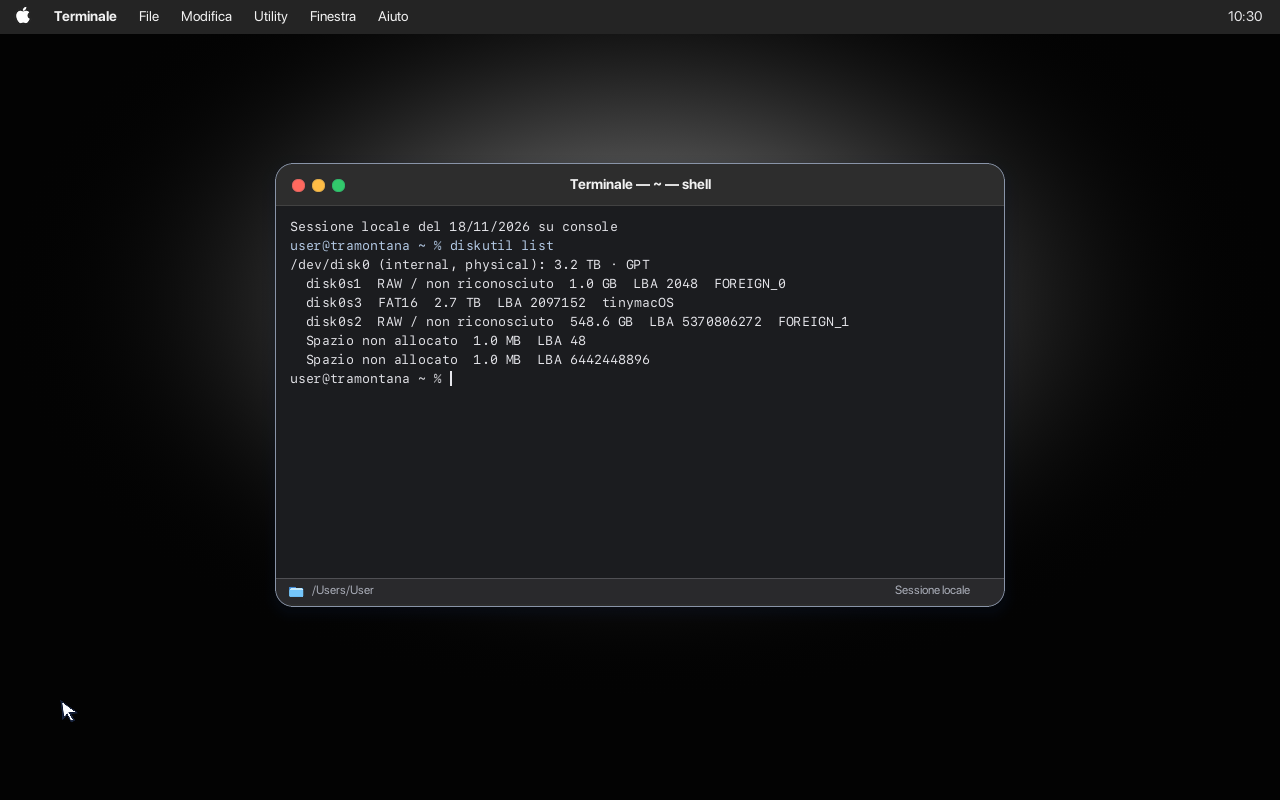 Terminale File Modifica Utility Finestra Aiuto 10:30
Terminale — ~ — shell
Sessione locale del 18/11/2026 su console
user@tramontana ~ % diskutil list
/dev/disk0 (internal, physical): 3.2 TB · GPT
disk0s1 RAW / non riconosciuto 1.0 GB LBA 2048 FOREIGN_0
disk0s3 FAT16 2.7 TB LBA 2097152 tinymacOS
disk0s2 RAW / non riconosciuto 548.6 GB LBA 5370806272 FOREIGN_1
Spazio non allocato 1.0 MB LBA 48
Spazio non allocato 1.0 MB LBA 6442448896
user@tramontana ~ %
/Users/User Sessione locale